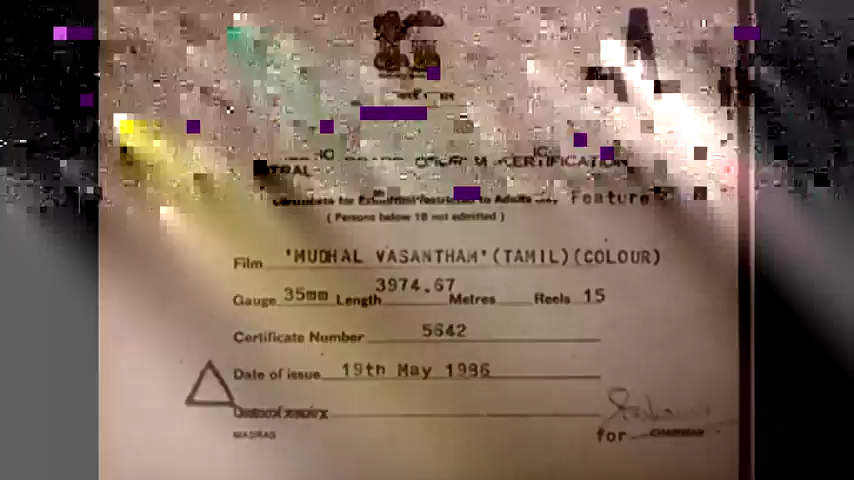 A
CERTIFICATION
Feature
( Persons below 18 not admitted )
Film 'MUDHAL VASANTHAM'(TAMIL)(COLOUR)
Gauge 35mm Length 3974.67 Metres Reels 15
Certificate Number 5642
Date of issue 19th May 1986
MADRAS
for CHAIRMAN